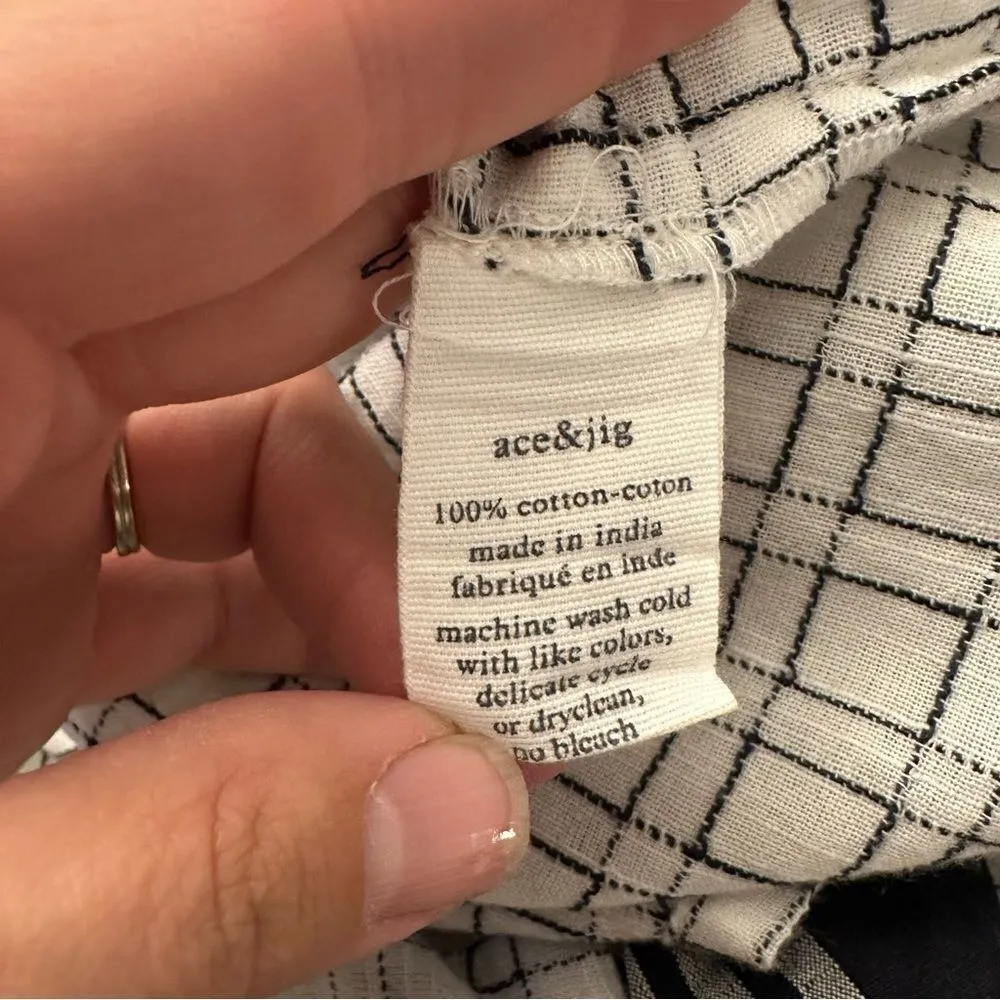 ace&jig
100% cotton-coton
made in india
fabriqué en inde
machine wash cold
with like colors,
delicate cycle
or dryclean,
no bleach